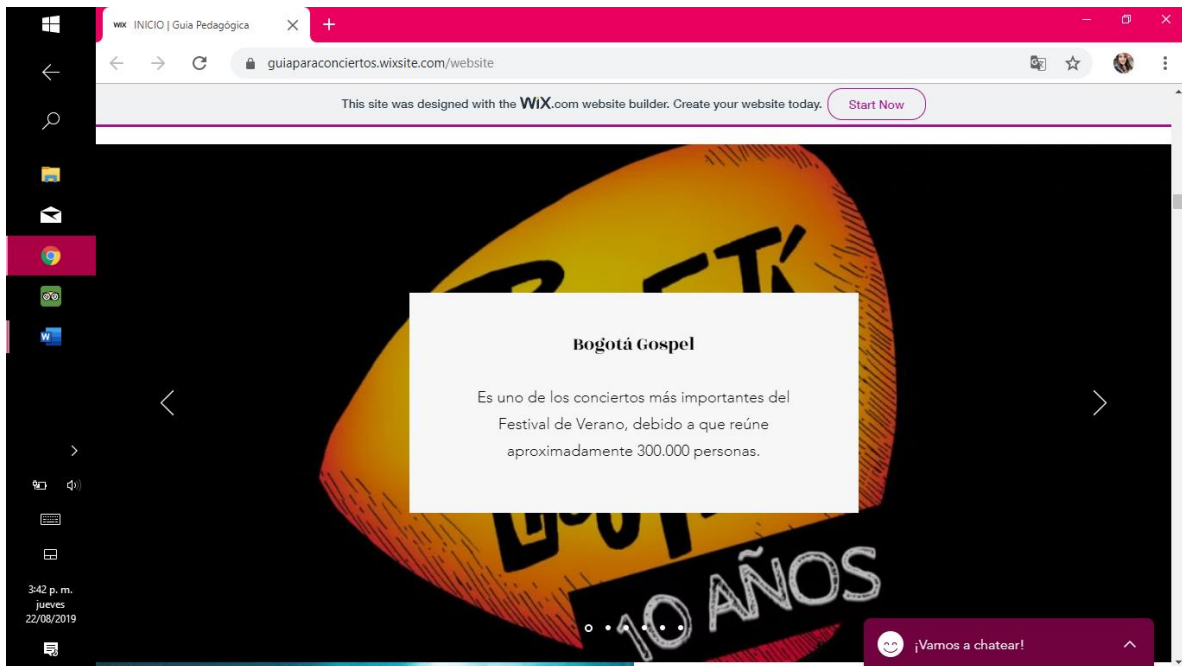 WIX INICIO | Guia Pedagógica
guiaparaconciertos.wixsite.com/website
This site was designed with the WiX.com website builder. Create your website today. Start Now
Bogotá Gospel
Es uno de los conciertos más importantes del
Festival de Verano, debido a que reúne
aproximadamente 300.000 personas.
10 AÑOS
¡Vamos a chatear!
3:42 p. m.
jueves
22/08/2019